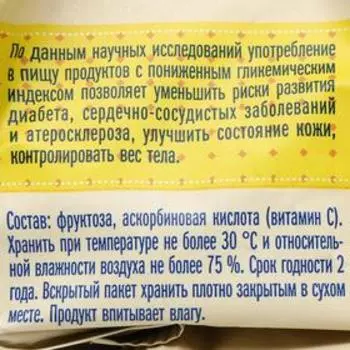 По данным научных исследований употребление
в пищу продуктов с пониженным гликемическим
индексом позволяет уменьшить риски развития
диабета, сердечно-сосудистых заболеваний
и атеросклероза, улучшить состояние кожи,
контролировать вес тела.
Состав: фруктоза, аскорбиновая кислота (витамин С).
Хранить при температуре не более 30 °С и относитель-
ной влажности воздуха не более 75 %. Срок годности 2
года. Вскрытый пакет хранить плотно закрытым в сухом
месте. Продукт впитывает влагу.